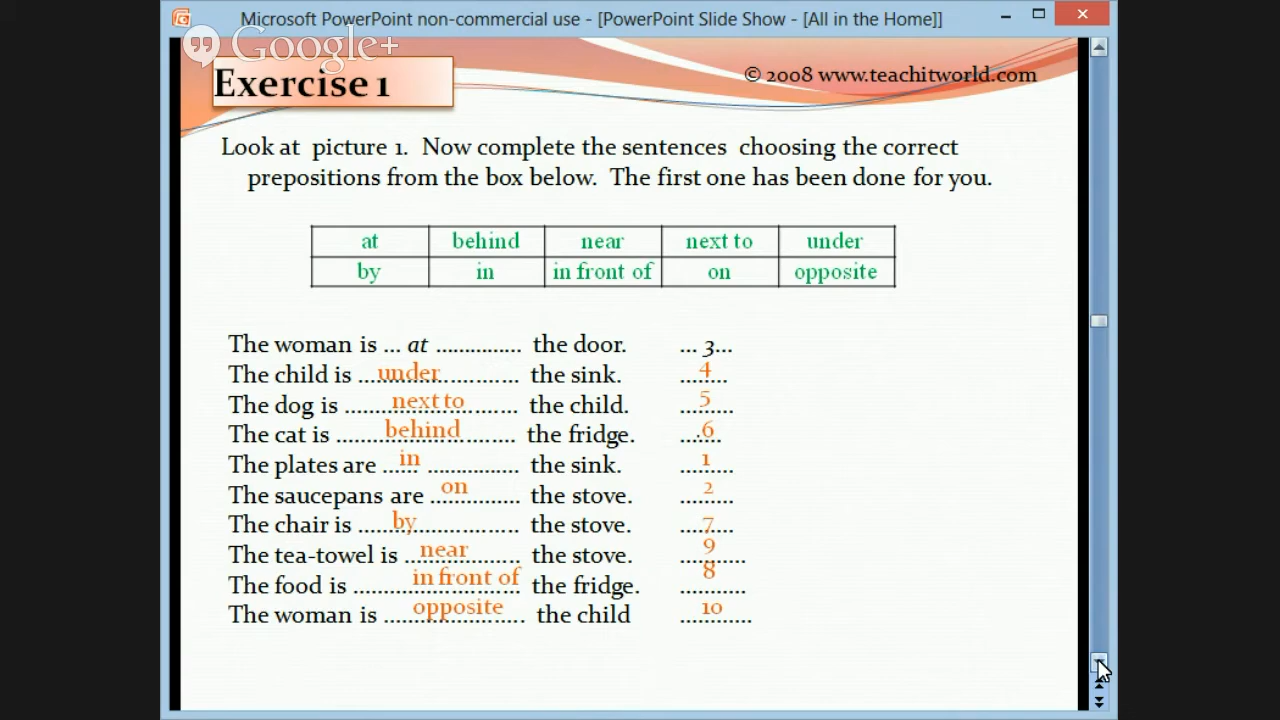 Microsoft PowerPoint non-commercial use - [PowerPoint Slide Show - [All in the Home]]
Google+
Exercise 1
© 2008 www.teachitworld.com
Look at picture 1. Now complete the sentences choosing the correct
prepositions from the box below. The first one has been done for you.
at behind near next to under
by in in front of on opposite
The woman is ... at ............... the door. ... 3...
The child is .....under.................... the sink. ....4....
The dog is .......next to.................. the child. ....5.....
The cat is .......behind................... the fridge. ....6....
The plates are ...in... ................ the sink. ....1.....
The saucepans are ..on............ the stove. ....2.....
The chair is ......by..................... the stove. ....7.....
The tea-towel is ...near............ the stove. .....9......
The food is ..........in front of.......... the fridge. .....8......
The woman is .....opposite........ the child .....10.......